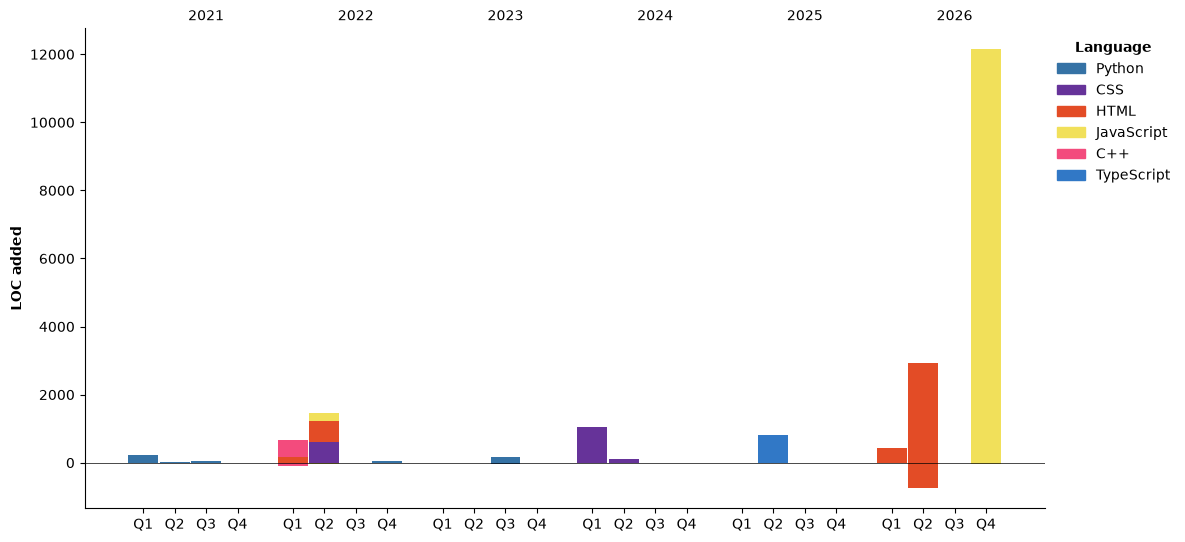 2021 2022 2023 2024 2025 2026
Language
Python
CSS
HTML
JavaScript
C++
TypeScript
LOC added
12000
10000
8000
6000
4000
2000
0
Q1 Q2 Q3 Q4 Q1 Q2 Q3 Q4 Q1 Q2 Q3 Q4 Q1 Q2 Q3 Q4 Q1 Q2 Q3 Q4 Q1 Q2 Q3 Q4